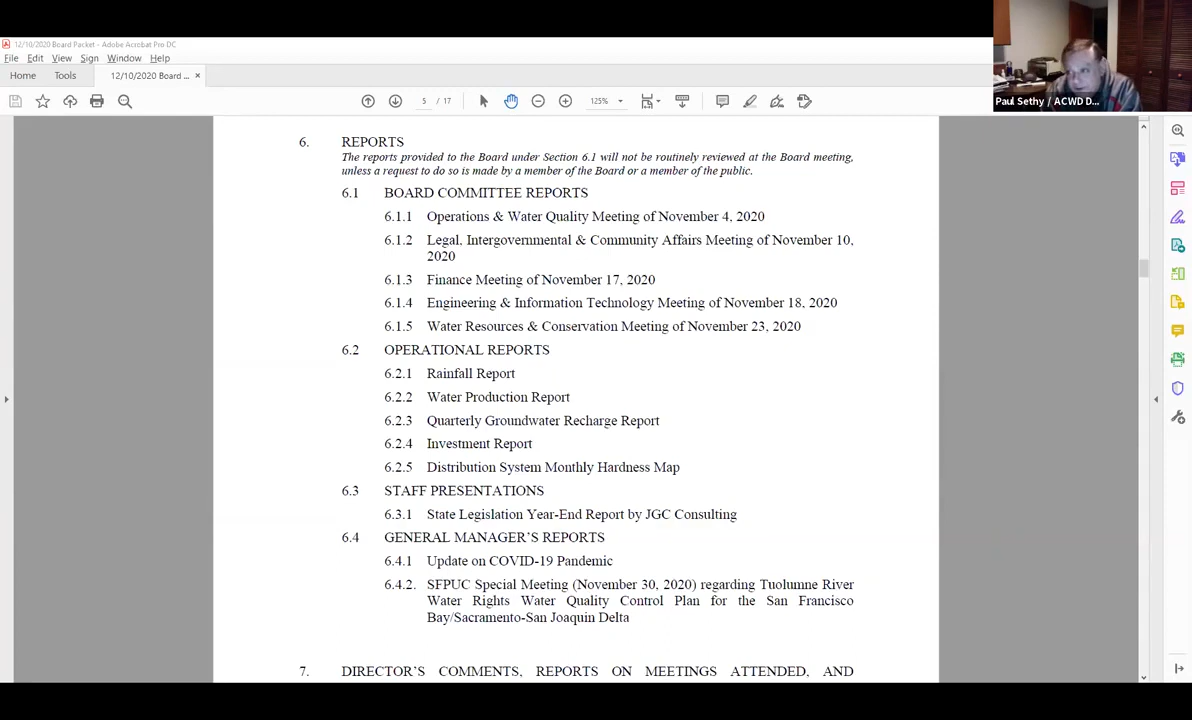 12/10/2020 Board Packet - Adobe Acrobat Pro DC
File Edit View Sign Window Help
Home Tools 12/10/2020 Board ... ×
5 / 17 125%
Paul Sethy / ACWD D...
6. REPORTS
The reports provided to the Board under Section 6.1 will not be routinely reviewed at the Board meeting,
unless a request to do so is made by a member of the Board or a member of the public.
6.1 BOARD COMMITTEE REPORTS
6.1.1 Operations & Water Quality Meeting of November 4, 2020
6.1.2 Legal, Intergovernmental & Community Affairs Meeting of November 10,
2020
6.1.3 Finance Meeting of November 17, 2020
6.1.4 Engineering & Information Technology Meeting of November 18, 2020
6.1.5 Water Resources & Conservation Meeting of November 23, 2020
6.2 OPERATIONAL REPORTS
6.2.1 Rainfall Report
6.2.2 Water Production Report
6.2.3 Quarterly Groundwater Recharge Report
6.2.4 Investment Report
6.2.5 Distribution System Monthly Hardness Map
6.3 STAFF PRESENTATIONS
6.3.1 State Legislation Year-End Report by JGC Consulting
6.4 GENERAL MANAGER'S REPORTS
6.4.1 Update on COVID-19 Pandemic
6.4.2. SFPUC Special Meeting (November 30, 2020) regarding Tuolumne River
Water Rights Water Quality Control Plan for the San Francisco
Bay/Sacramento-San Joaquin Delta
7. DIRECTOR'S COMMENTS, REPORTS ON MEETINGS ATTENDED, AND